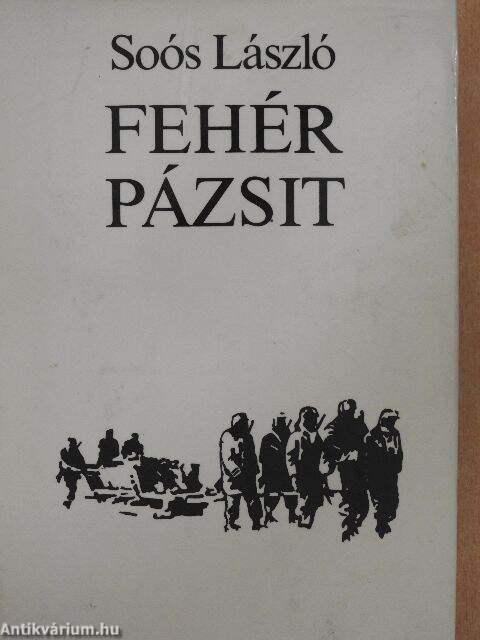 Soós László
FEHÉR
PÁZSIT
Antikvárium.hu